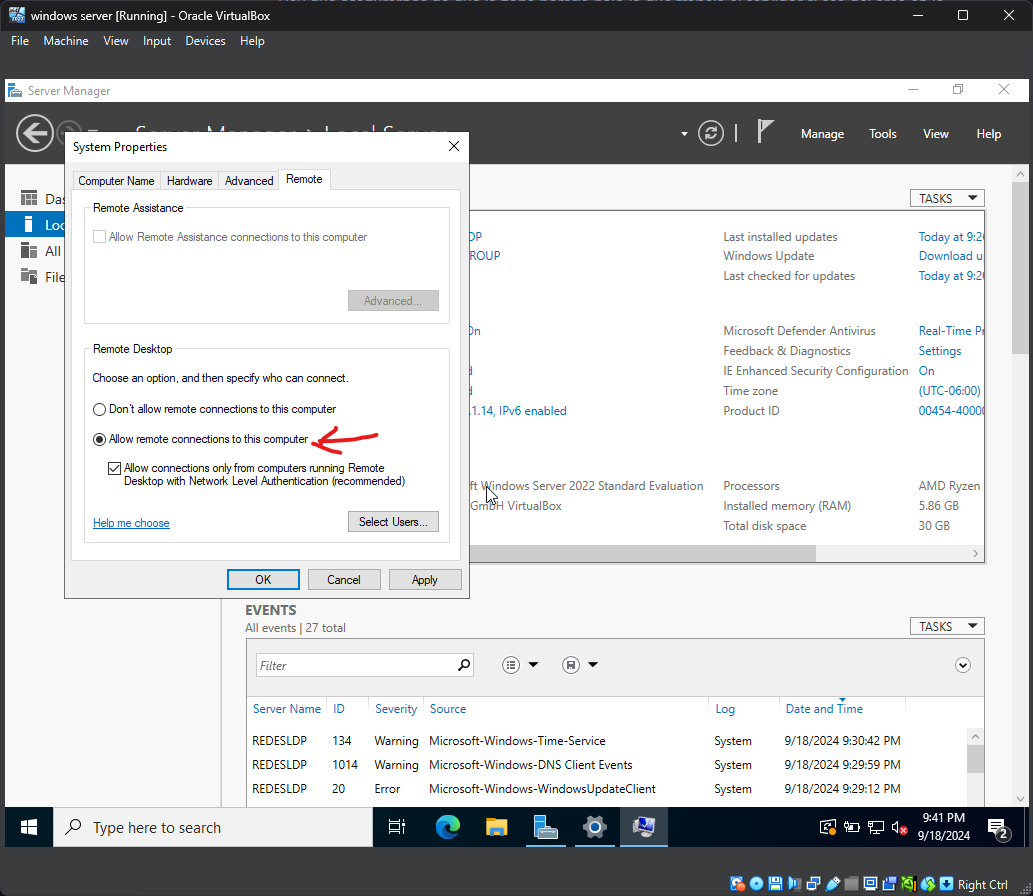 windows server [Running] - Oracle VirtualBox
File Machine View Input Devices Help
Server Manager
Manage Tools View Help
System Properties
Computer Name Hardware Advanced Remote
Remote Assistance
Allow Remote Assistance connections to this computer
Advanced...
Remote Desktop
Choose an option, and then specify who can connect.
Don't allow remote connections to this computer
Allow remote connections to this computer
Allow connections only from computers running Remote
Desktop with Network Level Authentication (recommended)
Help me choose
Select Users...
OK Cancel Apply
Das
Loc
All
File
TASKS
DP
ROUP
Last installed updates Today at 9:2
Windows Update Download u
Last checked for updates Today at 9:2
On
Microsoft Defender Antivirus Real-Time Pr
Feedback & Diagnostics Settings
IE Enhanced Security Configuration On
Time zone (UTC-06:00)
.1.14, IPv6 enabled
Product ID 00454-40000
ft Windows Server 2022 Standard Evaluation
GmbH VirtualBox
Processors AMD Ryzen
Installed memory (RAM) 5.86 GB
Total disk space 30 GB
EVENTS
All events | 27 total
TASKS
Filter
Server Name ID Severity Source Log Date and Time
REDESLDP 134 Warning Microsoft-Windows-Time-Service System 9/18/2024 9:30:42 PM
REDESLDP 1014 Warning Microsoft-Windows-DNS Client Events System 9/18/2024 9:29:59 PM
REDESLDP 20 Error Microsoft-Windows-WindowsUpdateClient System 9/18/2024 9:29:12 PM
Type here to search
9:41 PM
9/18/2024
2
Right Ctrl